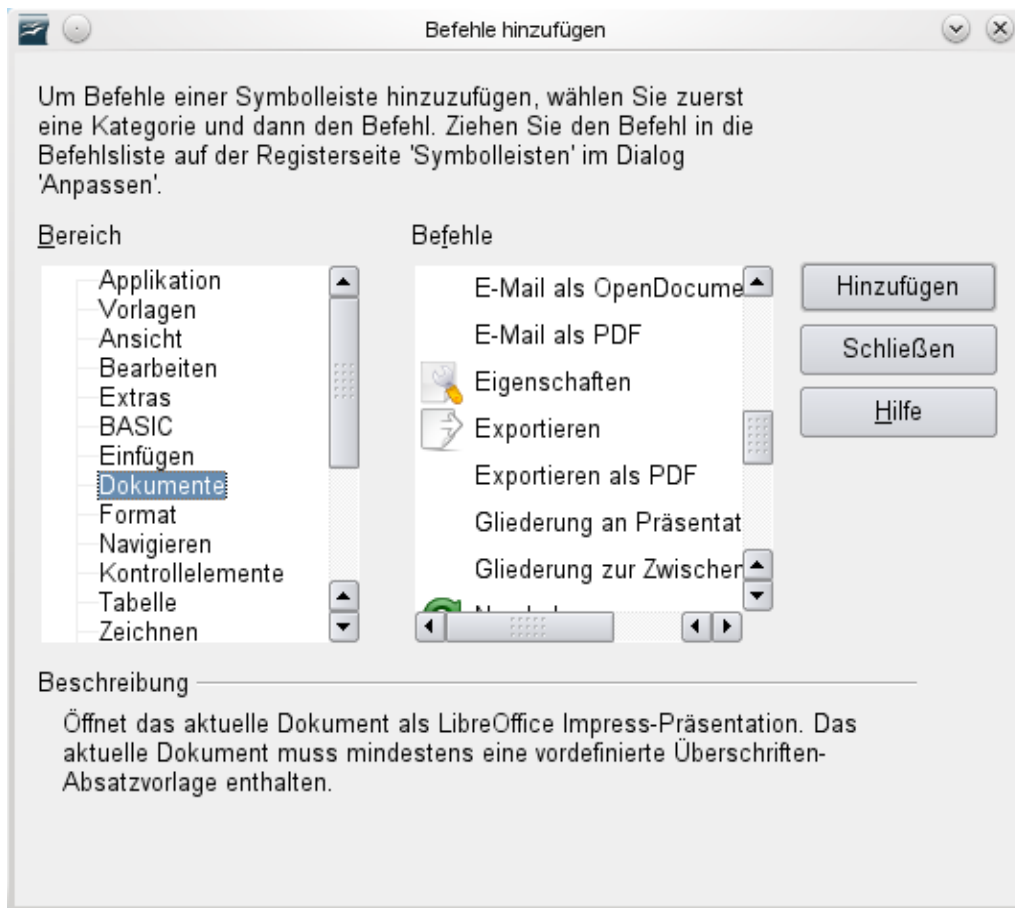 Befehle hinzufügen
Um Befehle einer Symbolleiste hinzuzufügen, wählen Sie zuerst
eine Kategorie und dann den Befehl. Ziehen Sie den Befehl in die
Befehlsliste auf der Registerseite 'Symbolleisten' im Dialog
'Anpassen'.
Bereich
Applikation
Vorlagen
Ansicht
Bearbeiten
Extras
BASIC
Einfügen
Dokumente
Format
Navigieren
Kontrollelemente
Tabelle
Zeichnen
Befehle
E-Mail als OpenDocume
E-Mail als PDF
Eigenschaften
Exportieren
Exportieren als PDF
Gliederung an Präsentat
Gliederung zur Zwischen
Hinzufügen
Schließen
Hilfe
Beschreibung
Öffnet das aktuelle Dokument als LibreOffice Impress-Präsentation. Das
aktuelle Dokument muss mindestens eine vordefinierte Überschriften-
Absatzvorlage enthalten.